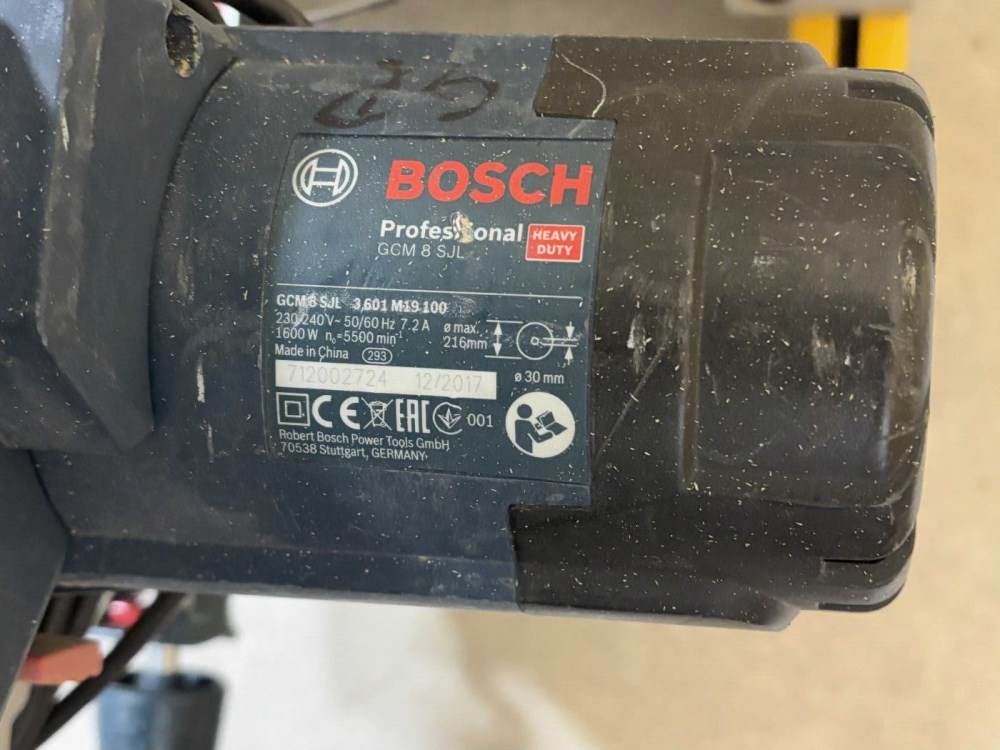 BOSCH
Professional
HEAVY DUTY
GCM 8 SJL
GCM 8 SJL 3,601 M19 100
230/240V~ 50/60 Hz 7.2 A
1600 W n₀=5500 min⁻¹
Made in China 293
ø max. 216mm
ø 30 mm
712002724 12/2017
CE EAC 001
Robert Bosch Power Tools GmbH
70538 Stuttgart, GERMANY